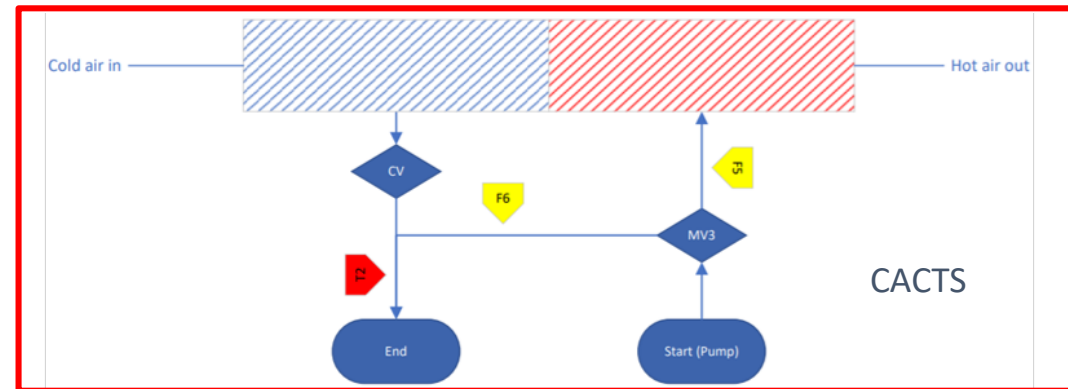 Cold air in
Hot air out
CV
F5
F6
MV3
T2
CACTS
End
Start (Pump)